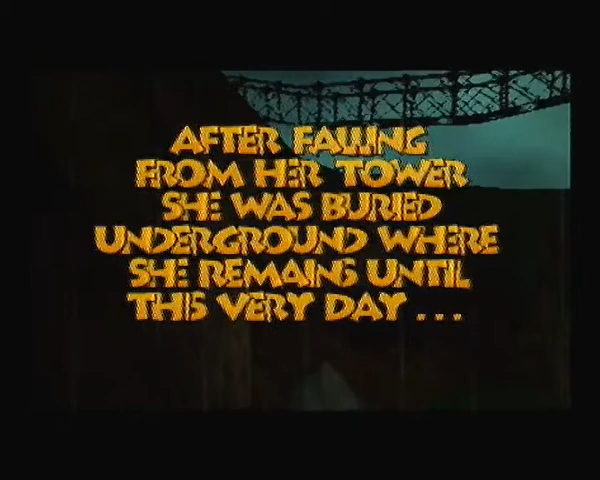 AFTER FALLING
FROM HER TOWER
SHE WAS BURIED
UNDERGROUND WHERE
SHE REMAINS UNTIL
THIS VERY DAY ...